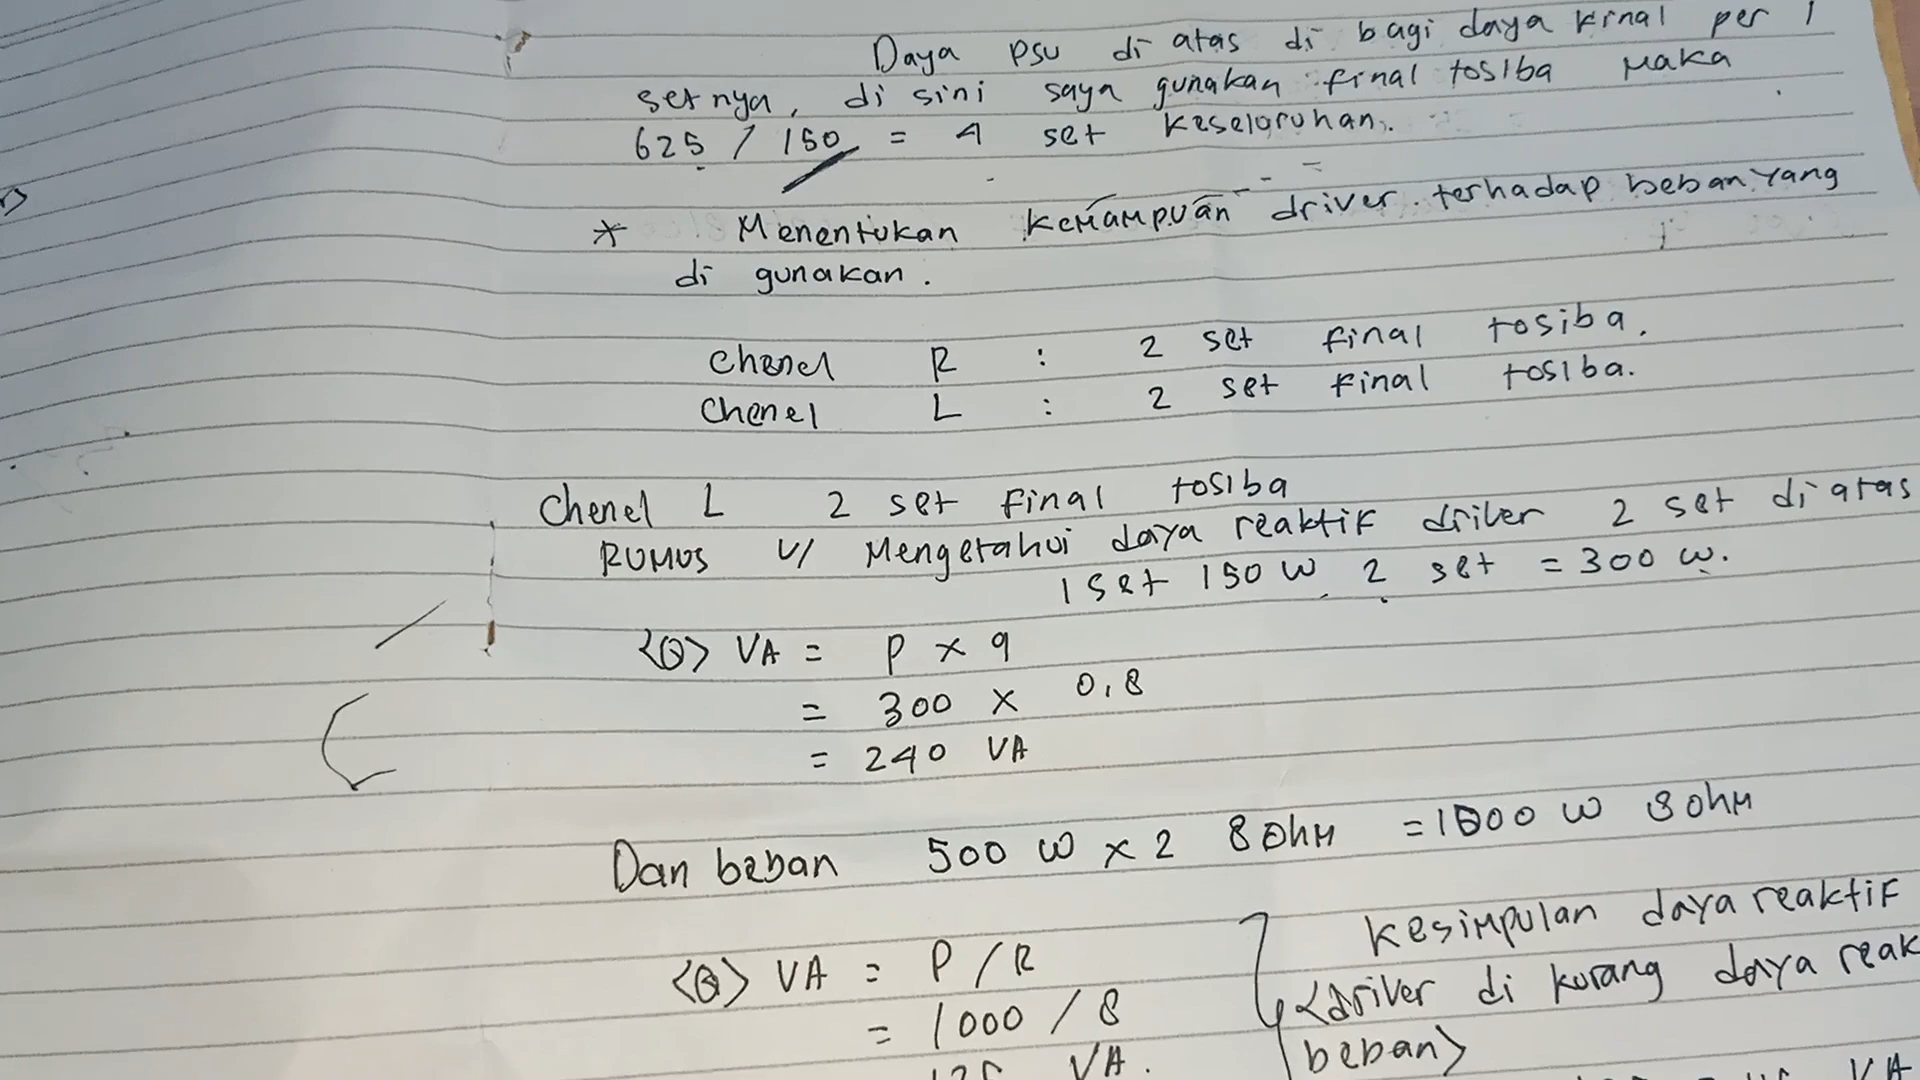 Daya psu di atas di bagi daya final per 1
setnya, di sini saya gunakan final tosiba Maka
625 / 150 = 4 set keseluruhan.
* Menentukan kemampuan driver terhadap beban yang
di gunakan.
Chenel R : 2 set final tosiba.
Chenel L : 2 set final tosiba.
Chenel L 2 set final tosiba
RUMUS U/ Mengetahui daya reaktif driver 2 set di atas
1 set 150 W 2 set = 300 W.
<Q> VA = P x 9
= 300 x 0,8
= 240 VA
Dan beban 500 W x 2 8 Ohm = 1000 W 8 ohm
<Q> VA = P / R
= 1000 / 8
VA.
Kesimpulan daya reaktif
<driver di kurang daya reak
beban>
VA